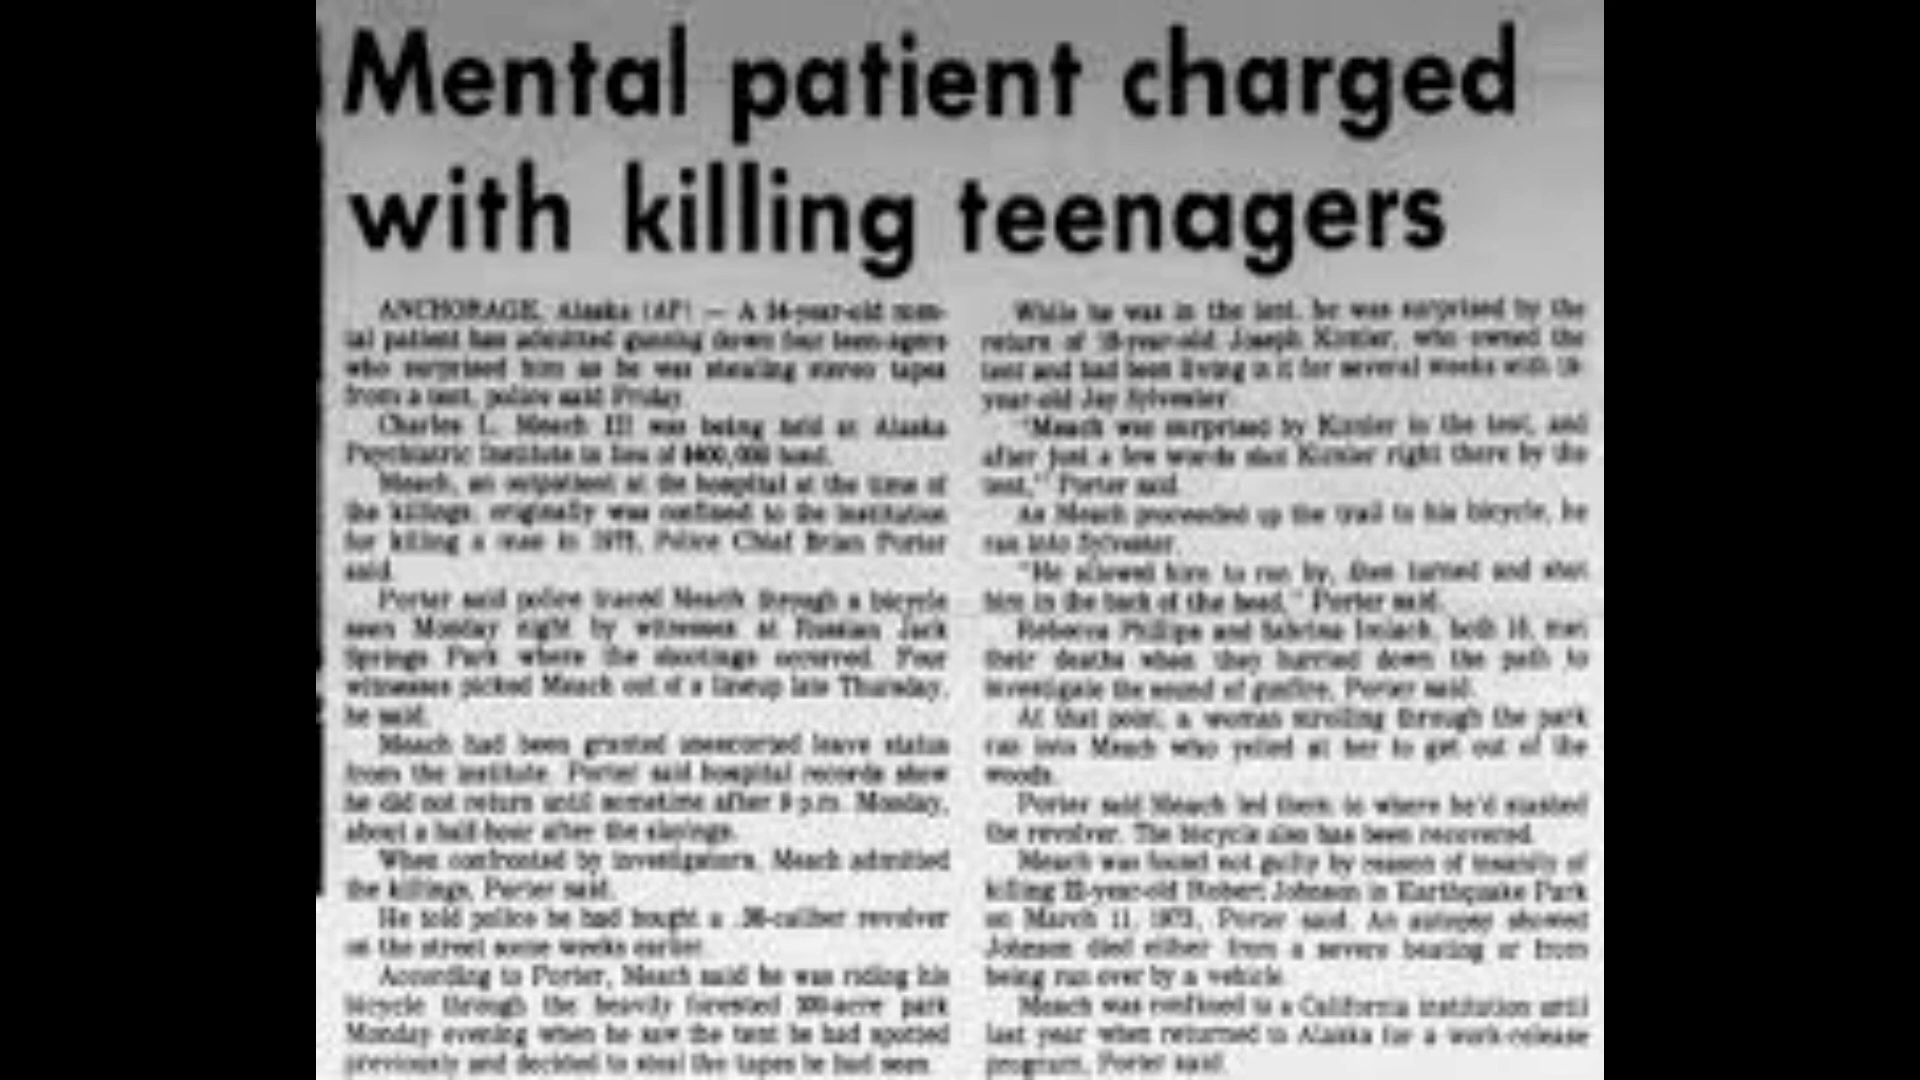 Mental patient charged
with killing teenagers
ANCHORAGE, Alaska (AP) — A 34-year-old men-
tal patient has admitted gunning down four teen-agers
who surprised him as he was stealing stereo tapes
from a tent, police said Friday.
Charles L. Meach III was being held at Alaska
Psychiatric Institute in lieu of $400,000 bond.
Meach, an outpatient at the hospital at the time of
the killings, originally was confined to the institution
for killing a man in 1973, Police Chief Brian Porter
said.
Porter said police traced Meach through a bicycle
seen Monday night by witnesses at Russian Jack
Springs Park where the shootings occurred. Four
witnesses picked Meach out of a lineup late Thursday,
he said.
Meach had been granted unescorted leave status
from the institute. Porter said hospital records show
he did not return until sometime after 9 p.m. Monday,
about a half-hour after the slayings.
When confronted by investigators, Meach admitted
the killings, Porter said.
He told police he had bought a .38-caliber revolver
on the street some weeks earlier.
According to Porter, Meach said he was riding his
bicycle through the heavily forested park
Monday evening when he saw the tent he had spotted
previously and decided to steal the tapes he had seen.
While he was in the tent, he was surprised by the
return of Joseph who owned the
tent and had been living in it for several weeks with
year-old Jay Sylvester.
"Meach was surprised by in the tent, and
after just a few words shot right there by the
tent," Porter said.
As Meach proceeded up the trail to his bicycle, he
ran into Sylvester.
"He allowed him to run by, then turned and shot
him in the back of the head," Porter said.
Rebecca Phillips and Sabrina both 16, met
their deaths when they hurried down the path to
investigate the sound of gunfire, Porter said.
At that point, a woman strolling through the park
ran into Meach who yelled at her to get out of the
woods.
Porter said Meach led them to where he'd stashed
the revolver. The bicycle also has been recovered.
Meach was found not guilty by reason of insanity of
killing 22-year-old Robert Johnson in Earthquake Park
on March 11, 1973, Porter said. An autopsy showed
Johnson died either from a severe beating or from
being run over by a vehicle.
Meach was confined to a California institution until
last year when returned to Alaska for a work-release
program, Porter said.